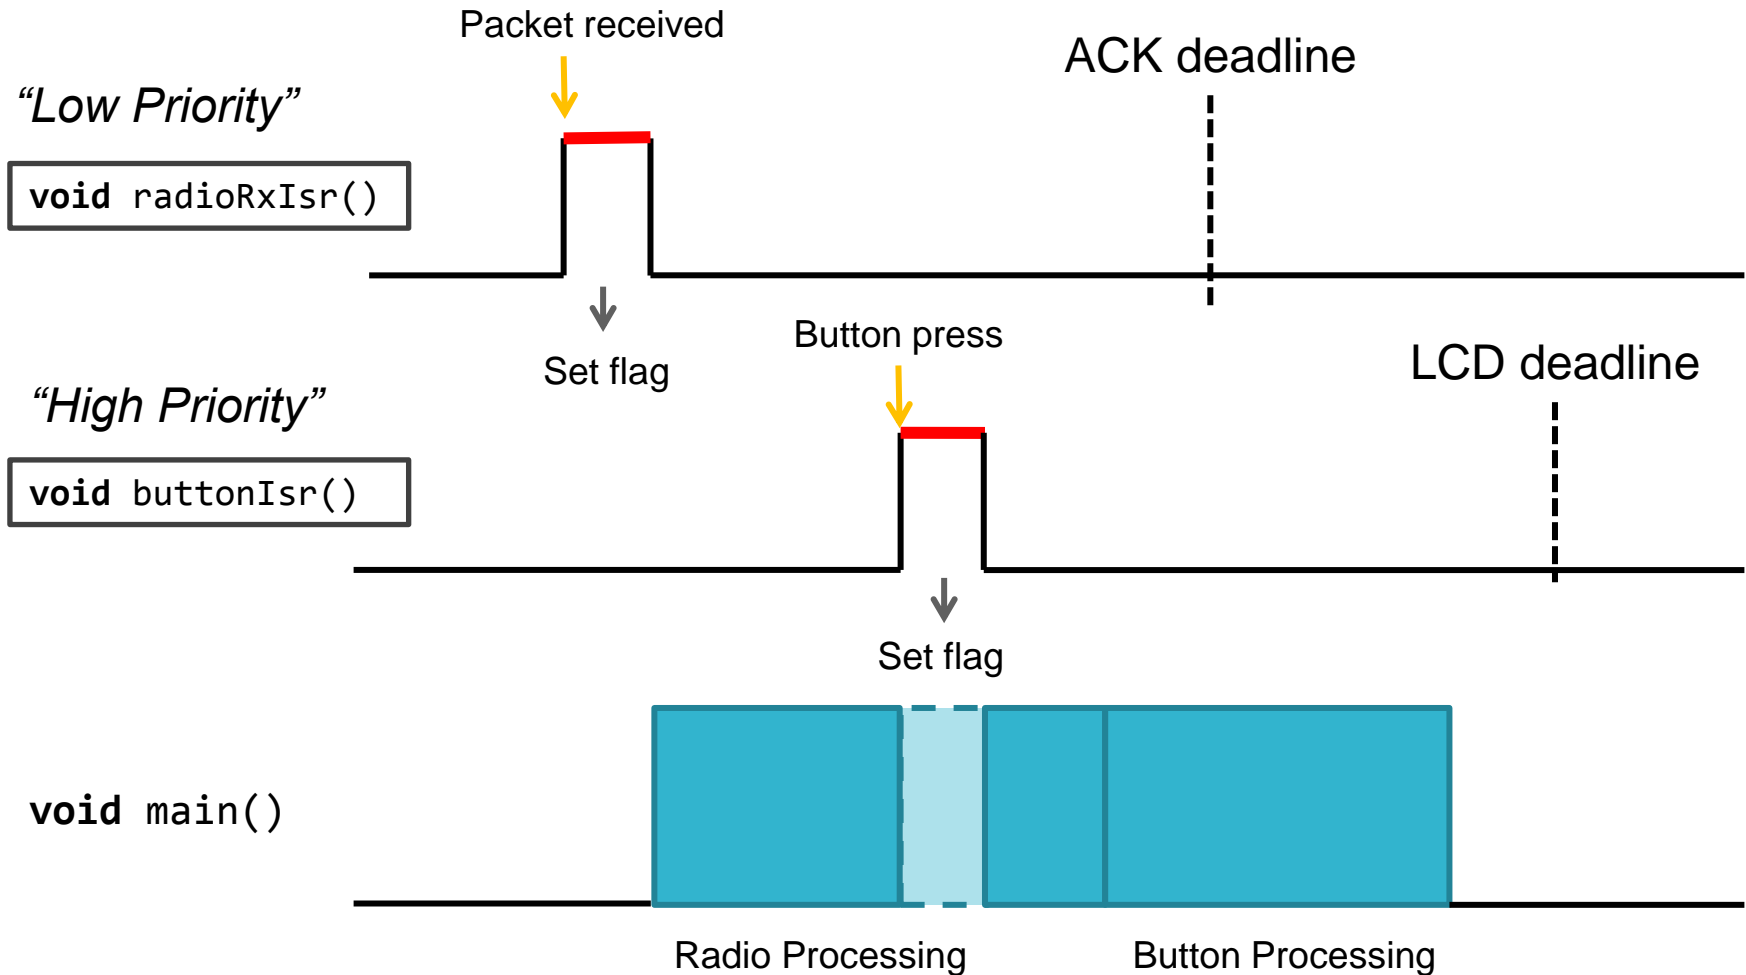 Packet received
ACK deadline
“Low Priority”
void radioRxIsr()
Set flag
Button press
LCD deadline
“High Priority”
void buttonIsr()
Set flag
void main()
Radio Processing
Button Processing